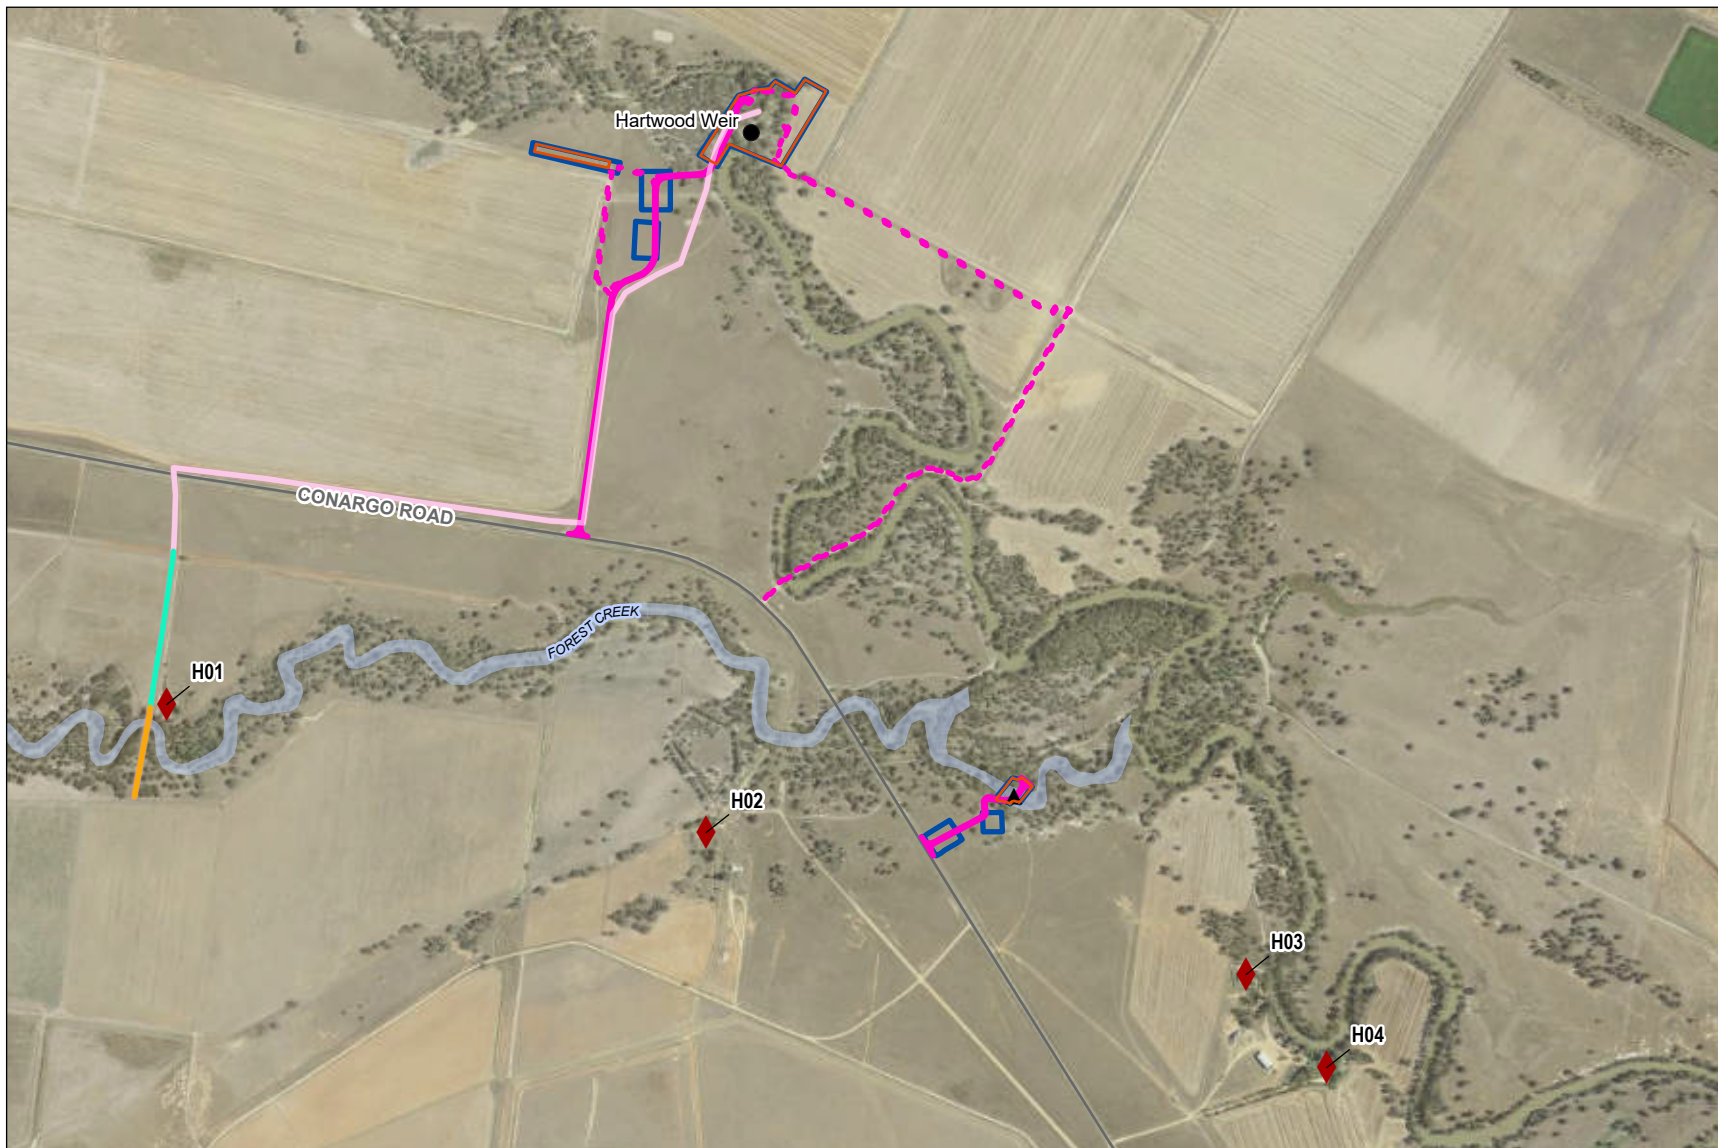 Hartwood Weir
CONARGO ROAD
FOREST CREEK
H01
H02
H03
H04